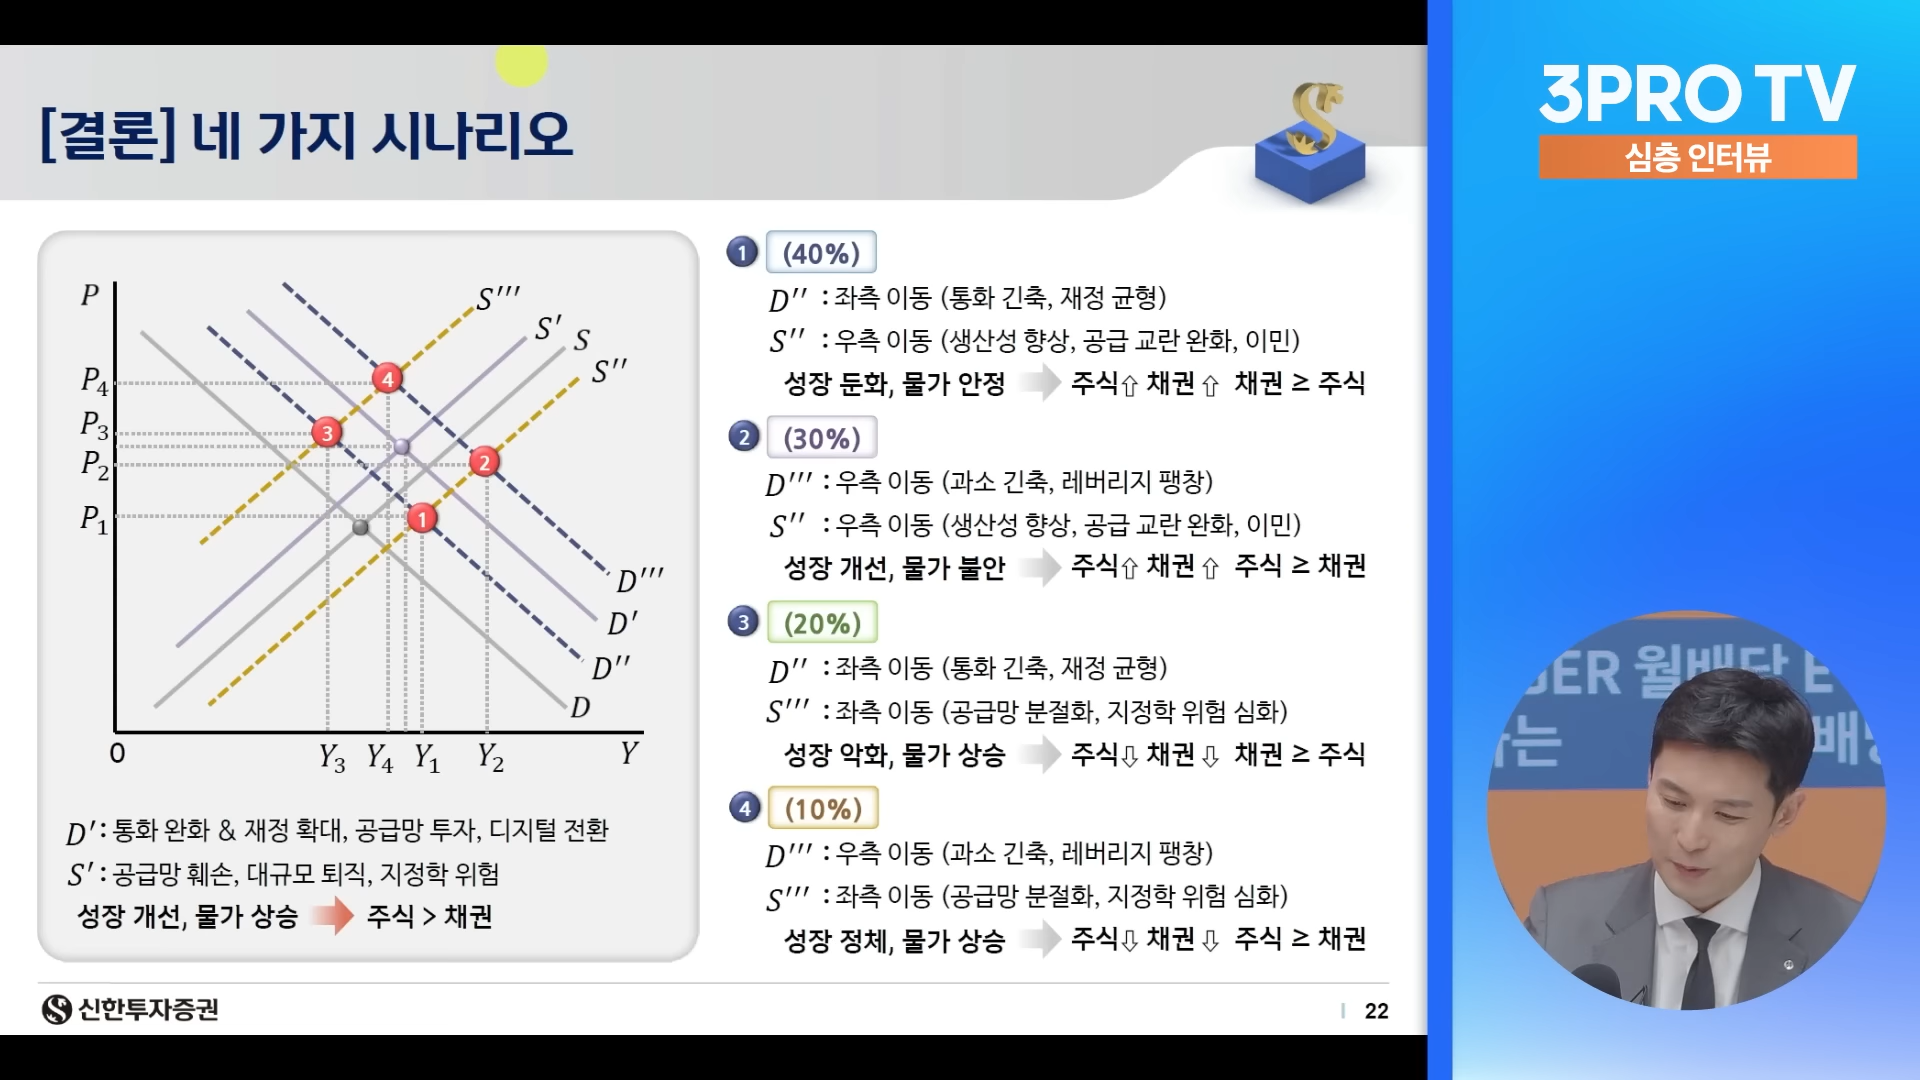 [결론] 네 가지 시나리오
3PRO TV
심층 인터뷰
P
P4
P3
P2
P1
0
Y3 Y4 Y1 Y2 Y
S′′′
S′
S
S′′
D′′′
D′
D′′
D
4
3
2
1
D′ : 통화 완화 & 재정 확대, 공급망 투자, 디지털 전환
S′ : 공급망 훼손, 대규모 퇴직, 지정학 위험
성장 개선, 물가 상승 주식 > 채권
1 (40%)
D′′ : 좌측 이동 (통화 긴축, 재정 균형)
S′′ : 우측 이동 (생산성 향상, 공급 교란 완화, 이민)
성장 둔화, 물가 안정 주식⇧ 채권⇧ 채권 ≥ 주식
2 (30%)
D′′′ : 우측 이동 (과소 긴축, 레버리지 팽창)
S′′ : 우측 이동 (생산성 향상, 공급 교란 완화, 이민)
성장 개선, 물가 불안 주식⇧ 채권⇧ 주식 ≥ 채권
3 (20%)
D′′ : 좌측 이동 (통화 긴축, 재정 균형)
S′′′ : 좌측 이동 (공급망 분절화, 지정학 위험 심화)
성장 악화, 물가 상승 주식⇩ 채권⇩ 채권 ≥ 주식
4 (10%)
D′′′ : 우측 이동 (과소 긴축, 레버리지 팽창)
S′′′ : 좌측 이동 (공급망 분절화, 지정학 위험 심화)
성장 정체, 물가 상승 주식⇩ 채권⇩ 주식 ≥ 채권
신한투자증권
22
월배당 E
는